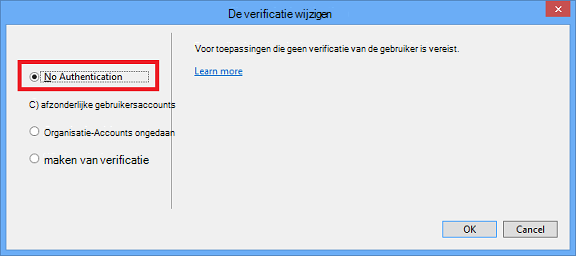 De verificatie wijzigen
Voor toepassingen die geen verificatie van de gebruiker is vereist.
Learn more
No Authentication
C) afzonderlijke gebruikersaccounts
Organisatie-Accounts ongedaan
maken van verificatie
OK
Cancel